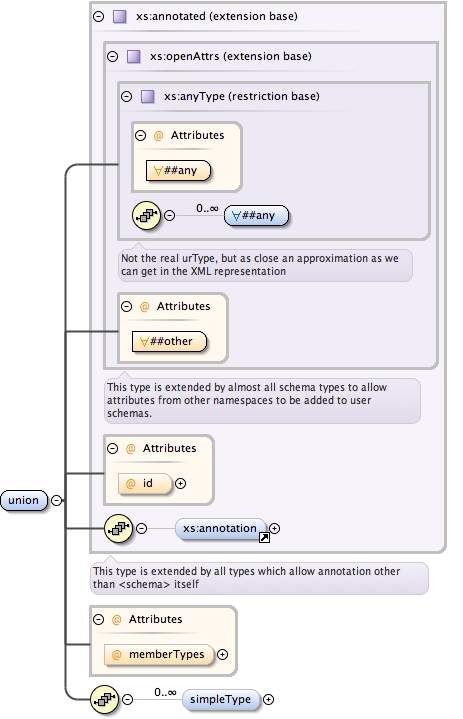 xs:annotated (extension base)
xs:openAttrs (extension base)
xs:anyType (restriction base)
@ Attributes
∀##any
0..∞
∀##any
Not the real urType, but as close an approximation as we
can get in the XML representation
@ Attributes
∀##other
This type is extended by almost all schema types to allow
attributes from other namespaces to be added to user
schemas.
@ Attributes
@ id
union
xs:annotation
This type is extended by all types which allow annotation other
than <schema> itself
@ Attributes
@ memberTypes
0..∞
simpleType